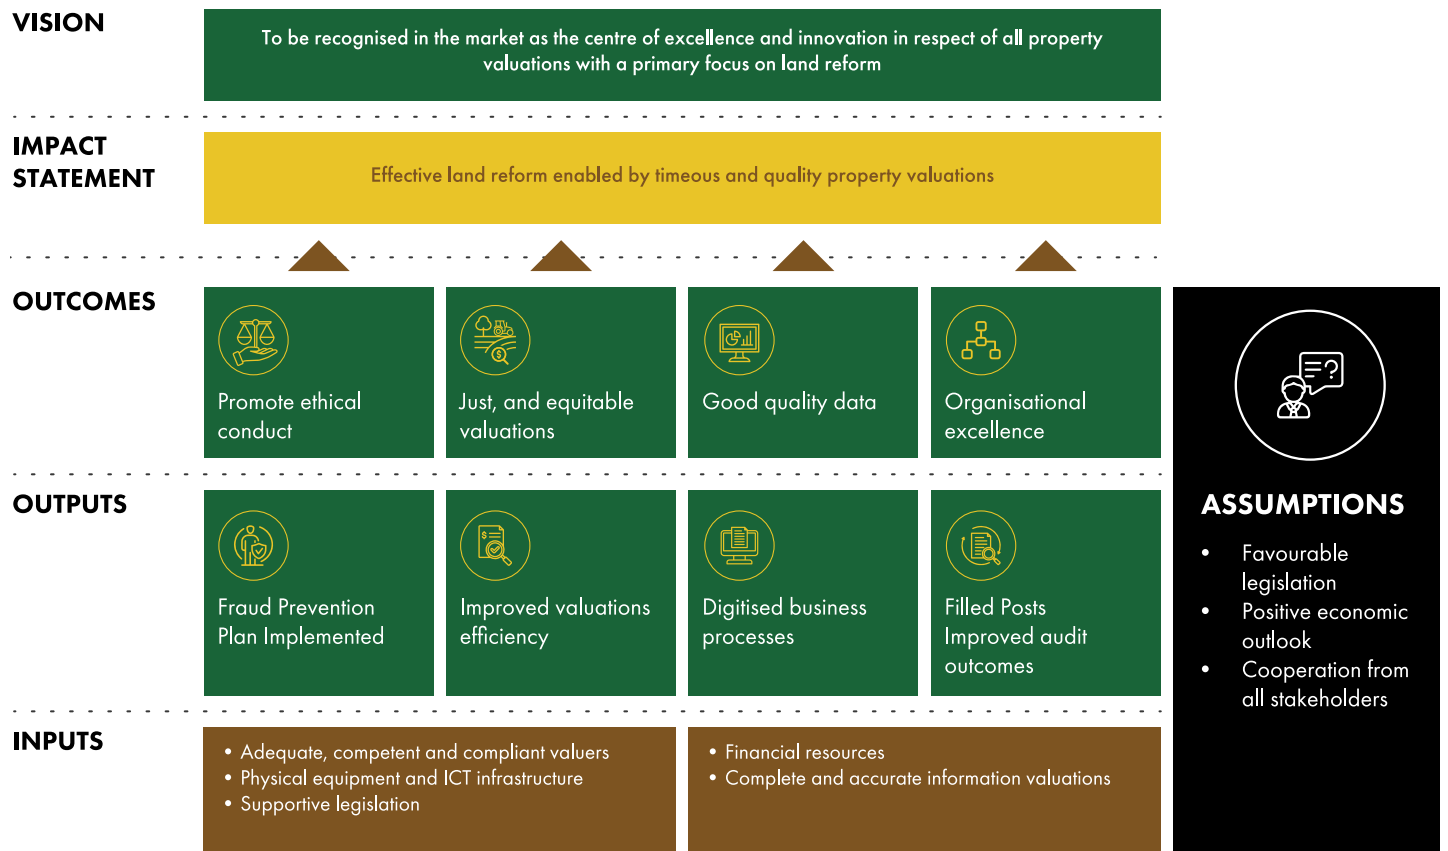 VISION
To be recognised in the market as the centre of excellence and innovation in respect of all property
valuations with a primary focus on land reform
IMPACT
STATEMENT
Effective land reform enabled by timeous and quality property valuations
OUTCOMES
Promote ethical
conduct
Just, and equitable
valuations
Good quality data
Organisational
excellence
OUTPUTS
Fraud Prevention
Plan Implemented
Improved valuations
efficiency
Digitised business
processes
Filled Posts
Improved audit
outcomes
INPUTS
• Adequate, competent and compliant valuers
• Physical equipment and ICT infrastructure
• Supportive legislation
• Financial resources
• Complete and accurate information valuations
ASSUMPTIONS
• Favourable
legislation
• Positive economic
outlook
• Cooperation from
all stakeholders